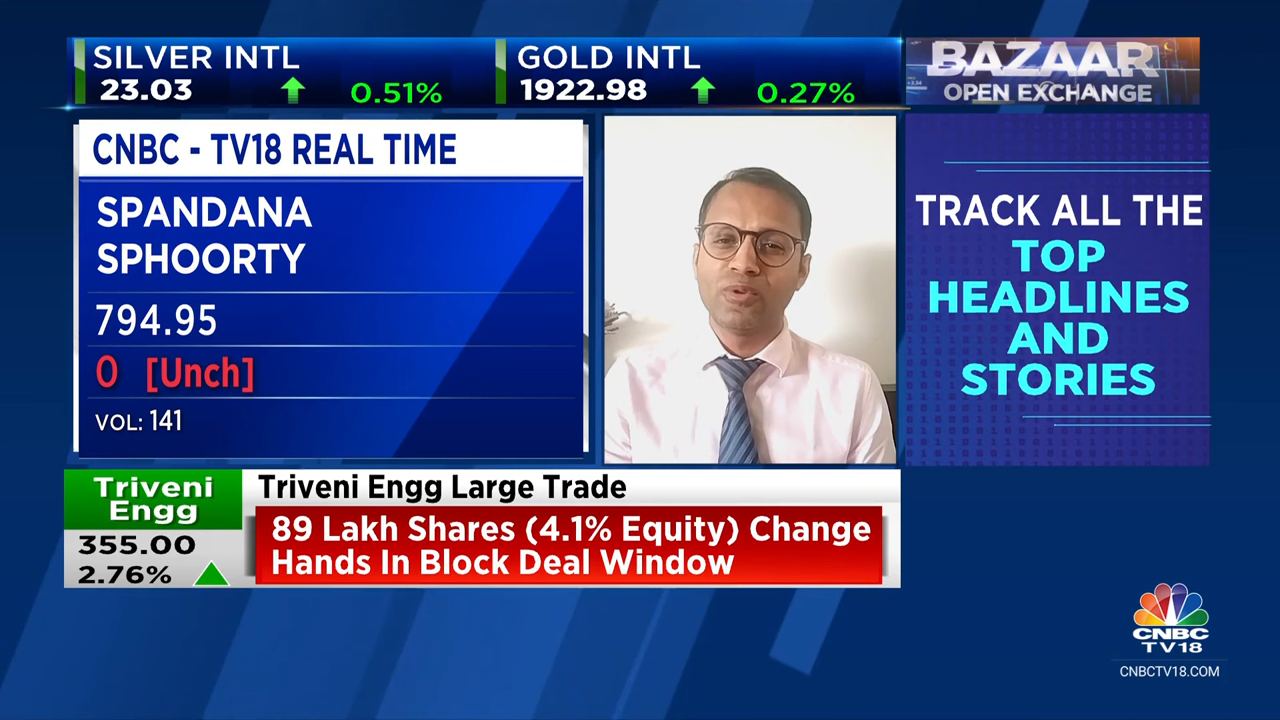 SILVER INTL
23.03 0.51%
GOLD INTL
1922.98 0.27%
BAZAAR
OPEN EXCHANGE
CNBC - TV18 REAL TIME
SPANDANA
SPHOORTY
794.95
0 [Unch]
VOL: 141
TRACK ALL THE
TOP
HEADLINES
AND
STORIES
Triveni
Engg
355.00
2.76%
Triveni Engg Large Trade
89 Lakh Shares (4.1% Equity) Change
Hands In Block Deal Window
CNBC
TV18
CNBCTV18.COM